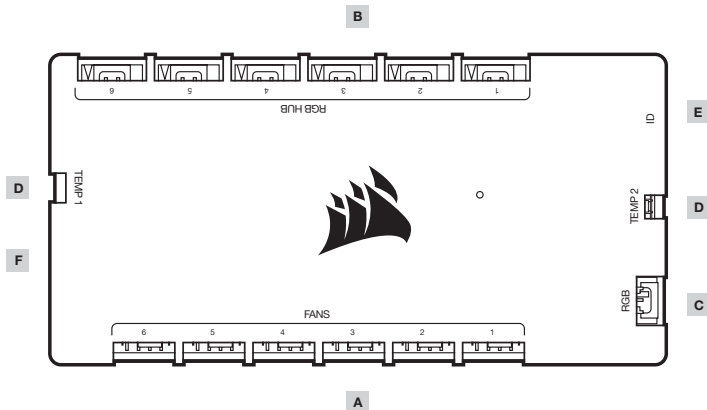 B
6 5 4 3 2 1
RGB HUB
ID
E
D
TEMP 1
TEMP 2
D
F
RGB
C
FANS
6 5 4 3 2 1
A